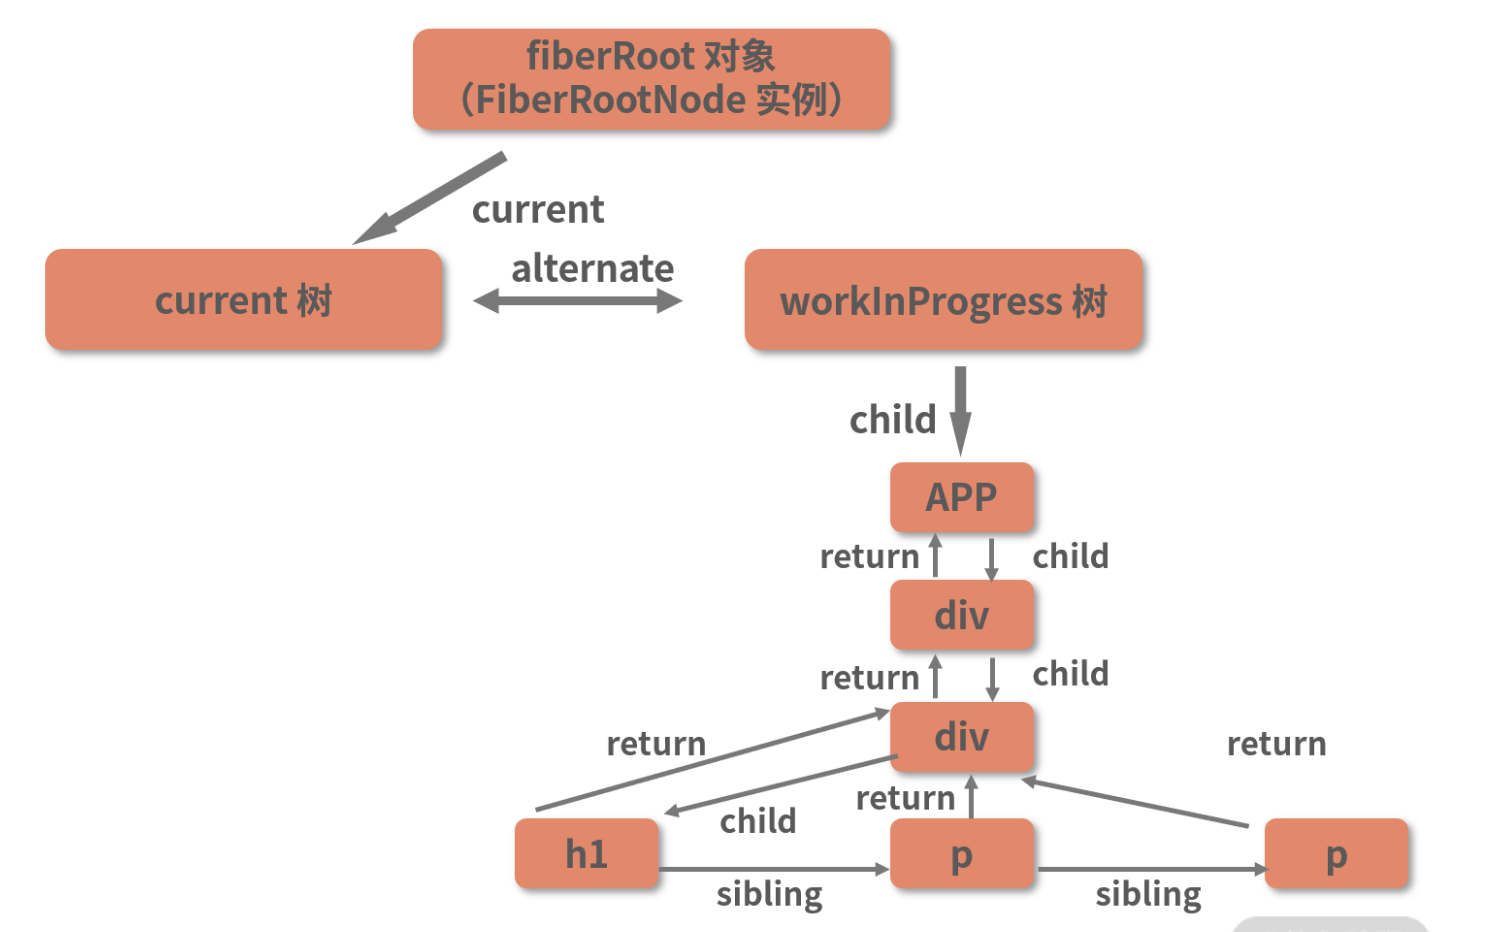 fiberRoot 对象
（FiberRootNode 实例）
current
alternate
current 树
workInProgress 树
child
APP
return
child
div
return
child
div
return
return
return
child
h1
p
p
sibling
sibling